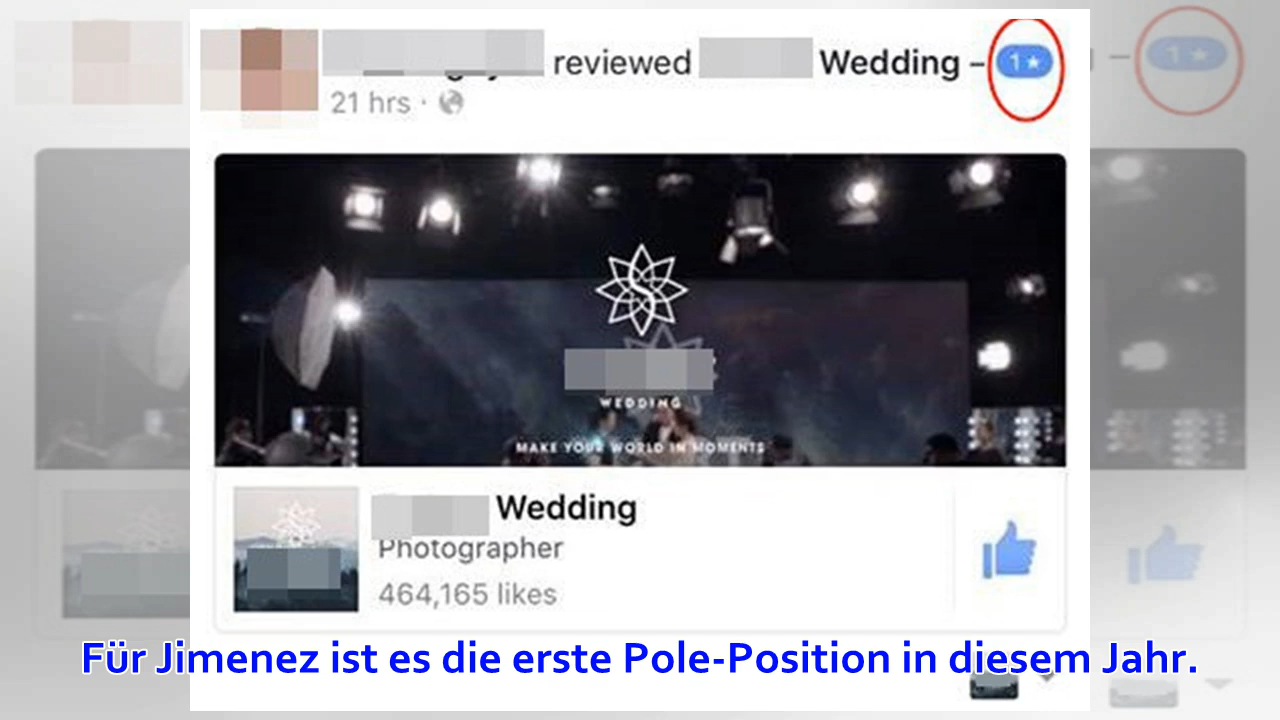 reviewed Wedding – 1★
21 hrs ·
WEDDING
MAKE YOUR WORLD IN MOMENTS
Wedding
Photographer
464,165 likes
Für Jimenez ist es die erste Pole-Position in diesem Jahr.